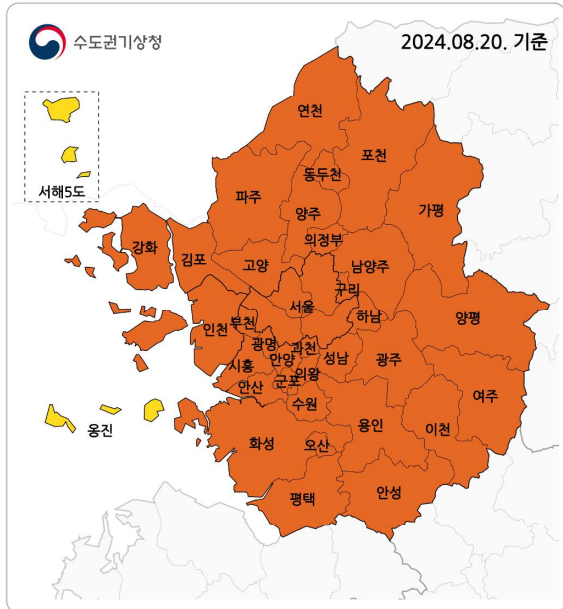 수도권기상청
2024.08.20. 기준
연천
포천
서해5도
동두천
파주
가평
양주
강화
의정부
김포
고양
남양주
구리
서울
인천
부천
하남
양평
광명
과천
시흥
안양
성남
광주
의왕
안산
군포
여주
수원
옹진
용인
이천
화성
오산
안성
평택